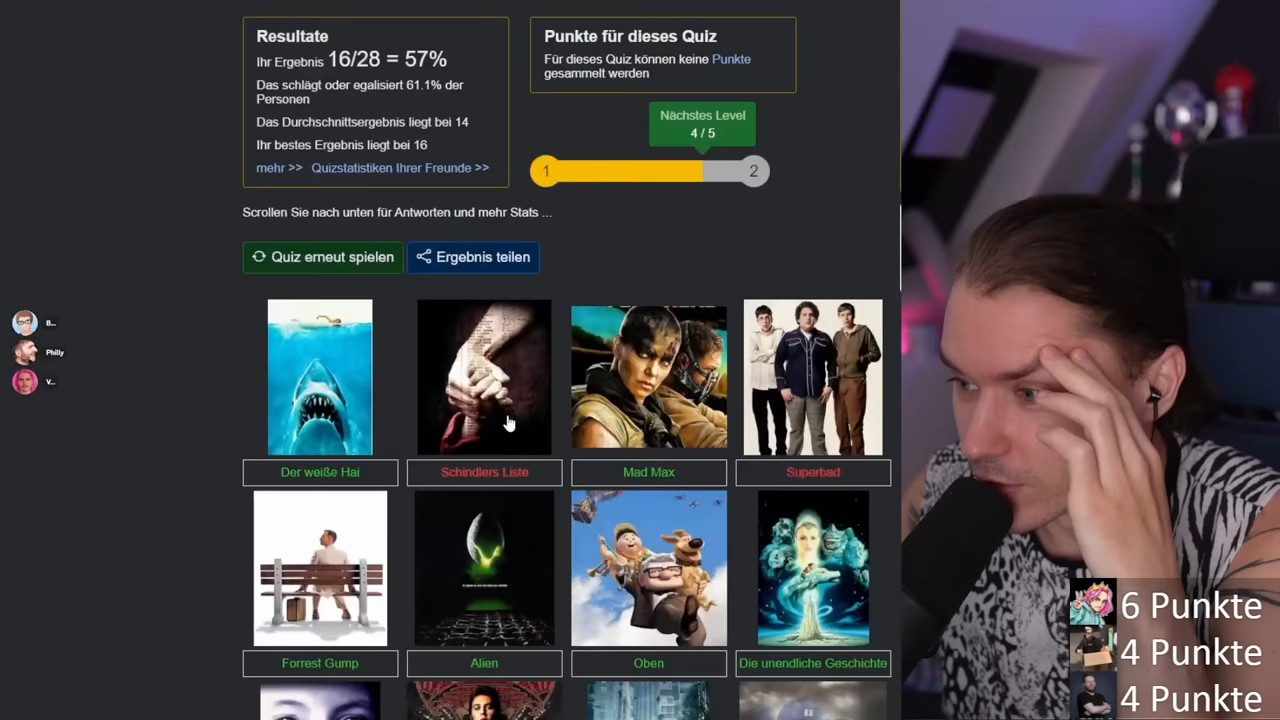 Resultate
Ihr Ergebnis 16/28 = 57%
Das schlägt oder egalisiert 61.1% der
Personen
Das Durchschnittsergebnis liegt bei 14
Ihr bestes Ergebnis liegt bei 16
mehr >> Quizstatistiken Ihrer Freunde >>
Punkte für dieses Quiz
Für dieses Quiz können keine Punkte
gesammelt werden
Nächstes Level
4 / 5
1
2
Scrollen Sie nach unten für Antworten und mehr Stats ...
Quiz erneut spielen
Ergebnis teilen
B...
Philly
V...
Der weiße Hai
Schindlers Liste
Mad Max
Superbad
Forrest Gump
Alien
Oben
Die unendliche Geschichte
6 Punkte
4 Punkte
4 Punkte